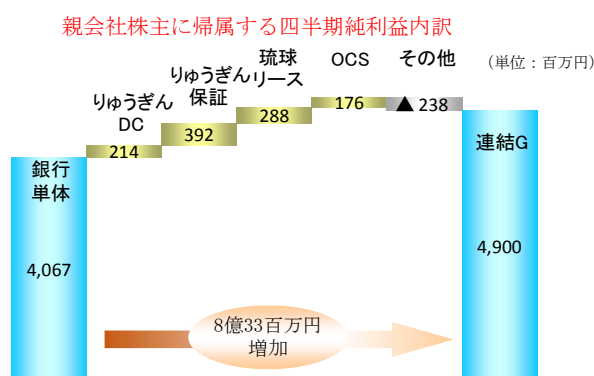 親会社株主に帰属する四半期純利益内訳
(単位：百万円)
銀行
単体
4,067
りゅうぎん
DC
214
りゅうぎん
保証
392
琉球
リース
288
OCS
176
その他
▲ 238
連結G
4,900
8億33百万円
増加